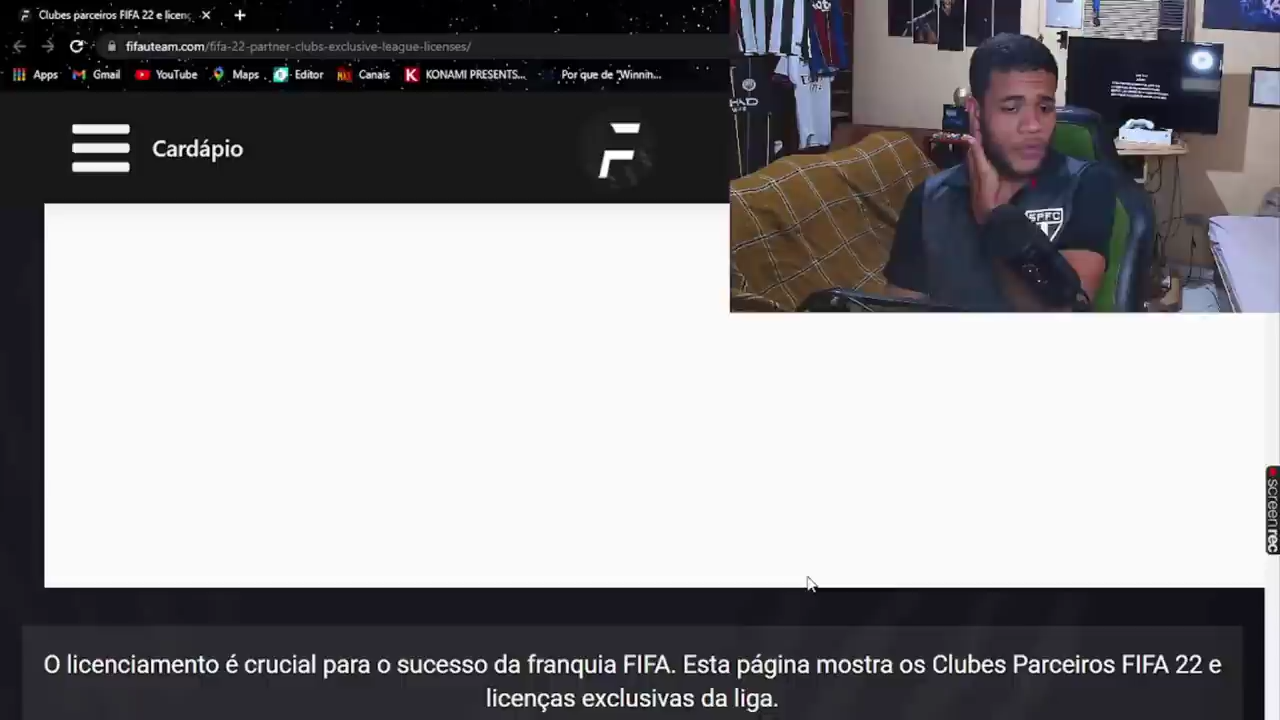 Clubes parceiros FIFA 22 e licenç
fifauteam.com/fifa-22-partner-clubs-exclusive-league-licenses/
Apps Gmail YouTube Maps Editor Canais KONAMI PRESENTS... Por que de "Winnin...
Cardápio
SPFC
O licenciamento é crucial para o sucesso da franquia FIFA. Esta página mostra os Clubes Parceiros FIFA 22 e
licenças exclusivas da liga.
screenrec